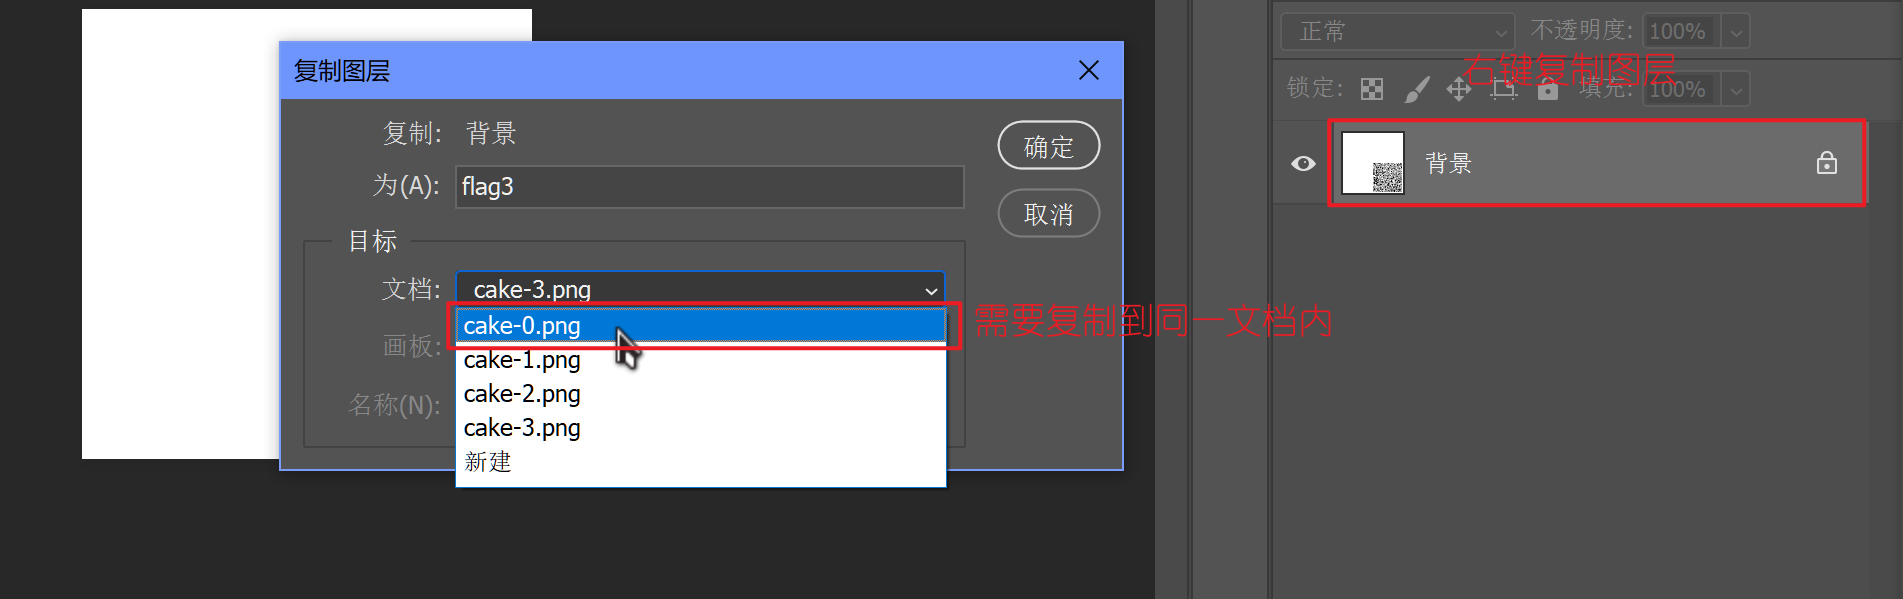 复制图层
复制: 背景
为(A): flag3
确定
取消
目标
文档: cake-3.png
cake-0.png
画板:
cake-1.png
cake-2.png
名称(N):
cake-3.png
新建
需要复制到同一文档内
正常
不透明度: 100%
右键复制图层
锁定:
填充: 100%
背景